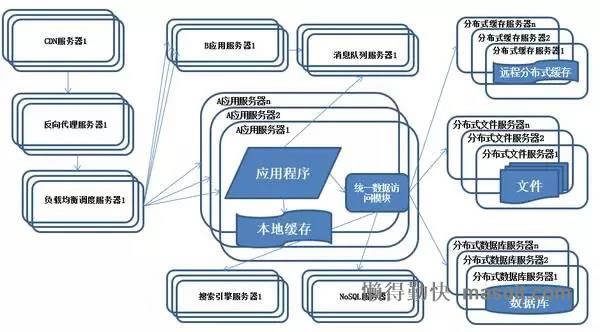 CDN服务器1
反向代理服务器1
负载均衡调度服务器1
B应用服务器1
消息队列服务器1
A应用服务器n
A应用服务器2
A应用服务器1
应用程序
统一数据访
问模块
本地缓存
搜索引擎服务器1
NoSQL服务器1
分布式缓存服务器n
分布式缓存服务器2
分布式缓存服务器1
远程分布式缓存
分布式文件服务器n
分布式文件服务器2
分布式文件服务器1
文件
分布式数据库服务器n
分布式数据库服务器2
分布式数据库服务器1
数据库
懒得勤快 masuit.com